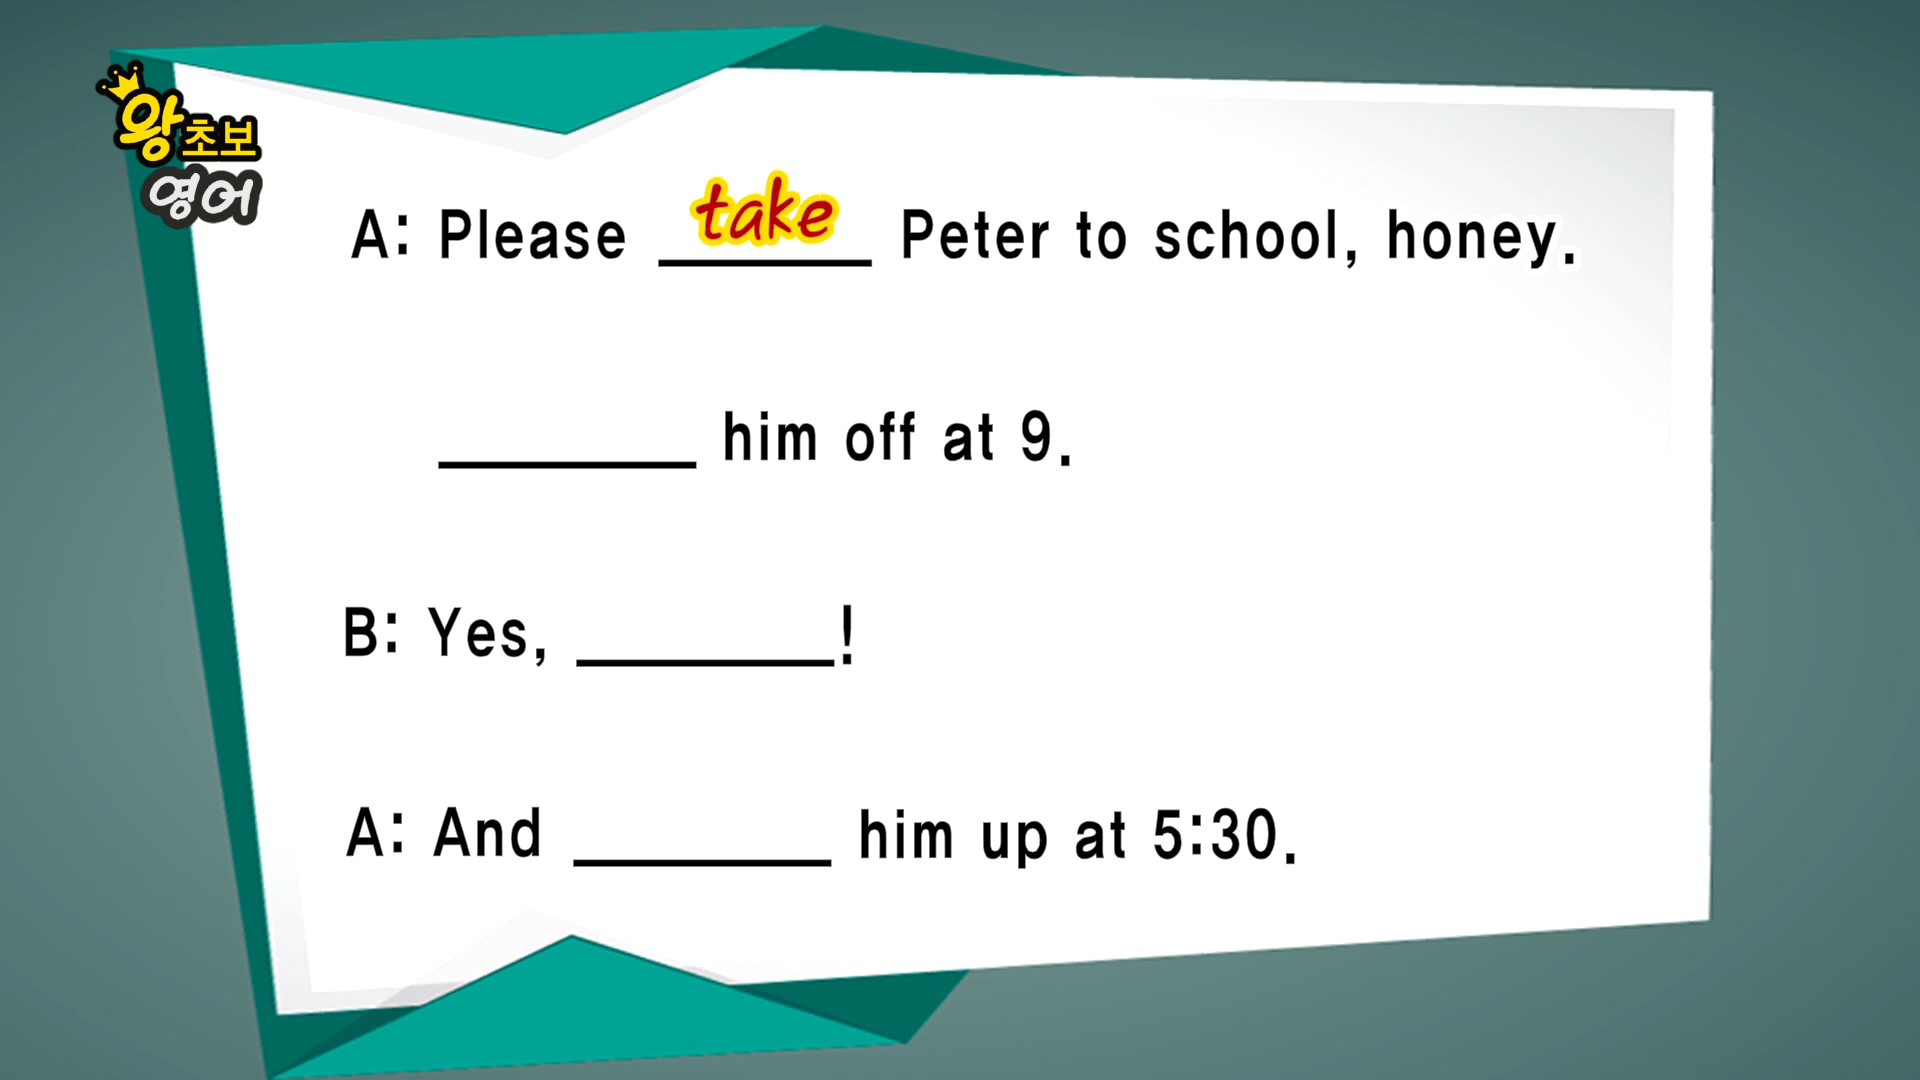 왕초보
영어
A: Please take Peter to school, honey.
________ him off at 9.
B: Yes, ________!
A: And ________ him up at 5:30.